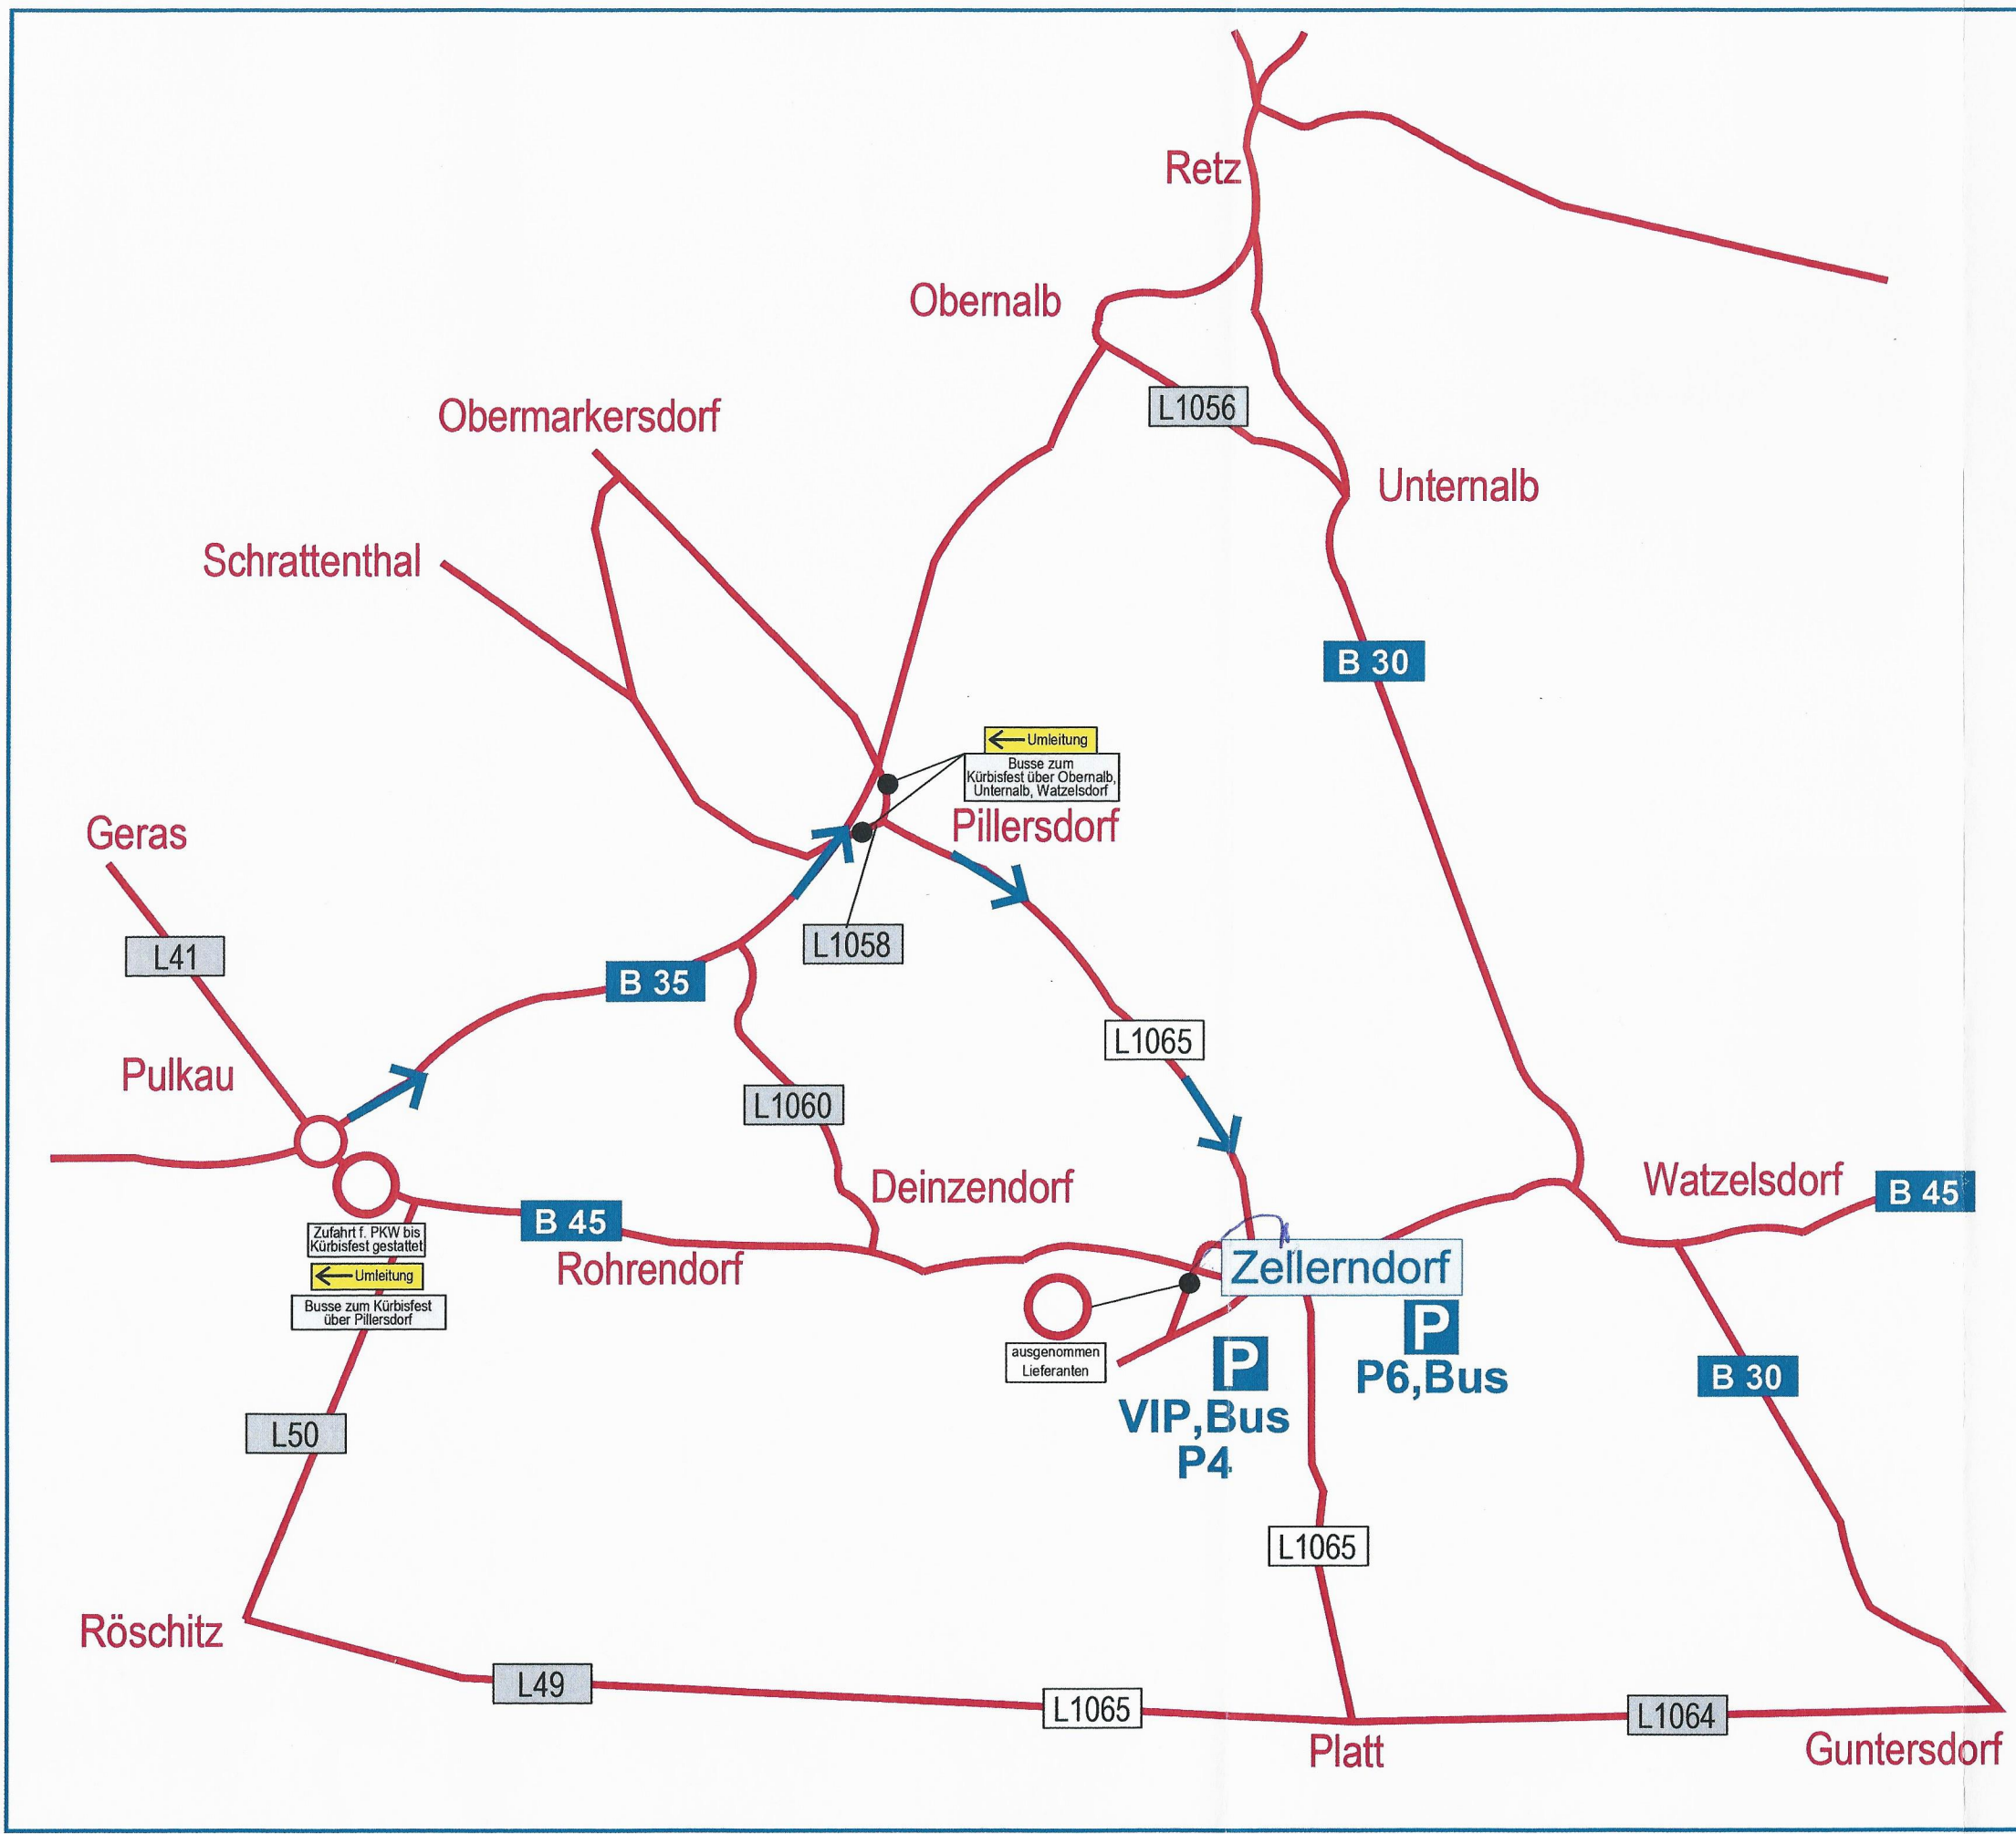 Retz
Obernalb
L1056
Obermarkersdorf
Unternalb
Schrattenthal
B 30
Umleitung
Busse zum
Kürbisfest über Obernalb,
Unternalb, Watzelsdorf
Pillersdorf
Geras
L1058
L41
B 35
L1065
Pulkau
L1060
Deinzendorf
Watzelsdorf
B 45
B 45
Zufahrt f. PKW bis
Kürbisfest gestattet
Rohrendorf
Zellerndorf
Umleitung
Busse zum Kürbisfest
über Pillersdorf
ausgenommen
Lieferanten
P
P
P6,Bus
VIP,Bus
P4
B 30
L50
L1065
Röschitz
L49
L1065
L1064
Platt
Guntersdorf